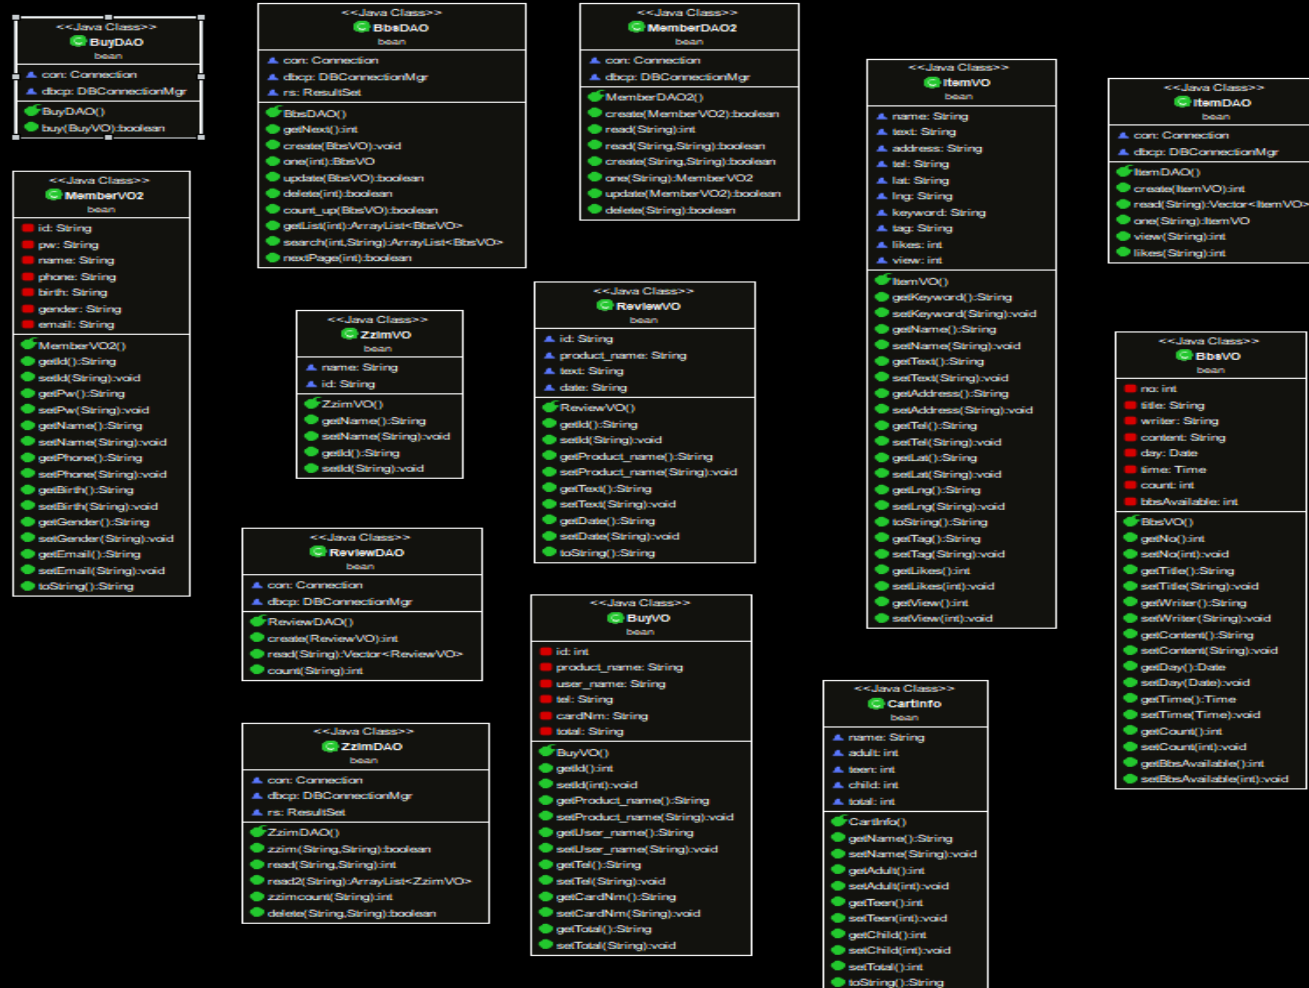 <<Java Class>>
BuyDAO
bean
con: Connection
dbcp: DBConnectionMgr
BuyDAO()
buy(BuyVO):boolean
<<Java Class>>
BbsDAO
bean
con: Connection
dbcp: DBConnectionMgr
rs: ResultSet
BbsDAO()
getNext():int
create(BbsVO):void
one(int):BbsVO
update(BbsVO):boolean
delete(int):boolean
count_up(BbsVO):boolean
getList(int):ArrayList<BbsVO>
search(int,String):ArrayList<BbsVO>
nextPage(int):boolean
<<Java Class>>
MemberDAO2
bean
con: Connection
dbcp: DBConnectionMgr
MemberDAO2()
create(MemberVO2):boolean
read(String):int
read(String,String):boolean
create(String,String):boolean
one(String):MemberVO2
update(MemberVO2):boolean
delete(String):boolean
<<Java Class>>
ItemVO
bean
name: String
text: String
address: String
tel: String
lat: String
lng: String
keyword: String
tag: String
likes: int
view: int
ItemVO()
getKeyword():String
setKeyword(String):void
getName():String
setName(String):void
getText():String
setText(String):void
getAddress():String
setAddress(String):void
getTel():String
setTel(String):void
getLat():String
setLat(String):void
getLng():String
setLng(String):void
toString():String
getTag():String
setTag(String):void
getLikes():int
setLikes(int):void
getView():int
setView(int):void
<<Java Class>>
ItemDAO
bean
con: Connection
dbcp: DBConnectionMgr
ItemDAO()
create(ItemVO):int
read(String):Vector<ItemVO>
one(String):ItemVO
view(String):int
likes(String):int
<<Java Class>>
MemberVO2
bean
id: String
pw: String
name: String
phone: String
birth: String
gender: String
email: String
MemberVO2()
getId():String
setId(String):void
getPw():String
setPw(String):void
getName():String
setName(String):void
getPhone():String
setPhone(String):void
getBirth():String
setBirth(String):void
getGender():String
setGender(String):void
getEmail():String
setEmail(String):void
toString():String
<<Java Class>>
ZzimVO
bean
name: String
id: String
ZzimVO()
getName():String
setName(String):void
getId():String
setId(String):void
<<Java Class>>
ReviewVO
bean
id: String
product_name: String
text: String
date: String
ReviewVO()
getId():String
setId(String):void
getProduct_name():String
setProduct_name(String):void
getText():String
setText(String):void
getDate():String
setDate(String):void
toString():String
<<Java Class>>
BbsVO
bean
no: int
title: String
writer: String
content: String
day: Date
time: Time
count: int
bbsAvailable: int
BbsVO()
getNo():int
setNo(int):void
getTitle():String
setTitle(String):void
getWriter():String
setWriter(String):void
getContent():String
setContent(String):void
getDay():Date
setDay(Date):void
getTime():Time
setTime(Time):void
getCount():int
setCount(int):void
getBbsAvailable():int
setBbsAvailable(int):void
<<Java Class>>
ReviewDAO
bean
con: Connection
dbcp: DBConnectionMgr
ReviewDAO()
create(ReviewVO):int
read(String):Vector<ReviewVO>
count(String):int
<<Java Class>>
BuyVO
bean
id: int
product_name: String
user_name: String
tel: String
cardNm: String
total: String
BuyVO()
getId():int
setId(int):void
getProduct_name():String
setProduct_name(String):void
getUser_name():String
setUser_name(String):void
getTel():String
setTel(String):void
getCardNm():String
setCardNm(String):void
getTotal():String
setTotal(String):void
<<Java Class>>
CartInfo
bean
name: String
adult: int
teen: int
child: int
total: int
CartInfo()
getName():String
setName(String):void
getAdult():int
setAdult(int):void
getTeen():int
setTeen(int):void
getChild():int
setChild(int):void
setTotal():int
toString():String
<<Java Class>>
ZzimDAO
bean
con: Connection
dbcp: DBConnectionMgr
rs: ResultSet
ZzimDAO()
zzim(String,String):boolean
read(String,String):int
read2(String):ArrayList<ZzimVO>
zzimcount(String):int
delete(String,String):boolean